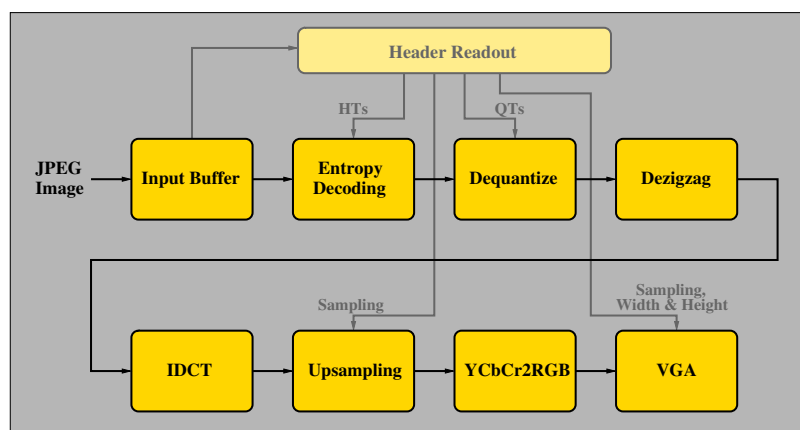 Header Readout
HTs
QTs
JPEG
Image
Input Buffer
Entropy
Decoding
Dequantize
Dezigzag
Sampling
Sampling,
Width & Height
IDCT
Upsampling
YCbCr2RGB
VGA